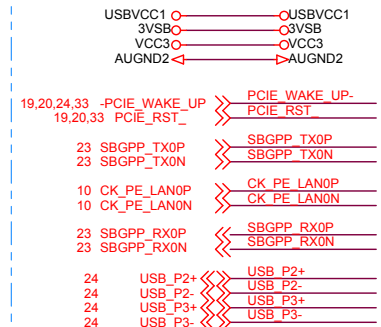 USBVCC1 USBVCC1
3VSB 3VSB
VCC3 VCC3
AUGND2 AUGND2
19,20,24,33 -PCIE_WAKE_UP PCIE_WAKE_UP-
19,20,33 PCIE_RST_ PCIE_RST_
23 SBGPP_TX0P SBGPP_TX0P
23 SBGPP_TX0N SBGPP_TX0N
10 CK_PE_LAN0P CK_PE_LAN0P
10 CK_PE_LAN0N CK_PE_LAN0N
23 SBGPP_RX0P SBGPP_RX0P
23 SBGPP_RX0N SBGPP_RX0N
24 USB_P2+ USB_P2+
24 USB_P2- USB_P2-
24 USB_P3+ USB_P3+
24 USB_P3- USB_P3-